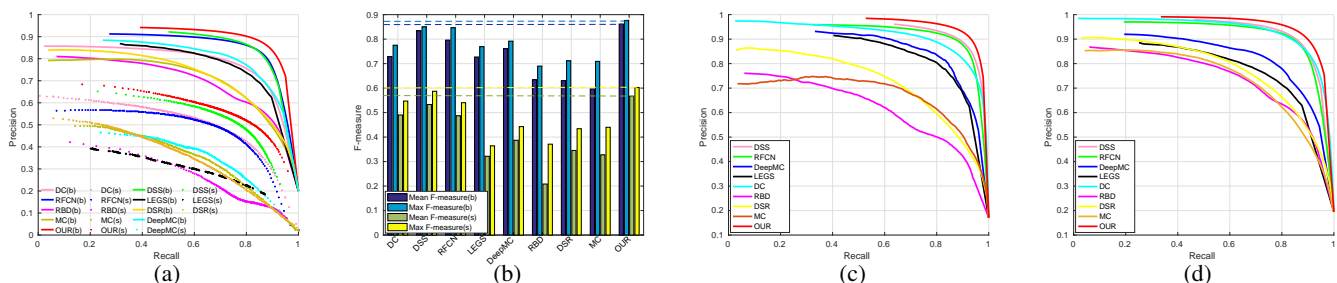 Precision
1
0.9
0.8
0.7
0.6
0.5
0.4
0.3
0.2
0.1
0
0 0.2 0.4 0.6 0.8 1
Recall
DC(b) DC(s) DSS(b) DSS(s)
RFCN(b) RFCN(s) LEGS(b) LEGS(s)
RBD(b) RBD(s) DSR(b) DSR(s)
MC(b) MC(s) DeepMC(b)
OUR(b) OUR(s) DeepMC(s)
(a)
F-measure
0.9
0.8
0.7
0.6
0.5
0.4
0.3
0.2
0.1
0
Mean F-measure(b)
Max F-measure(b)
Mean F-measure(s)
Max F-measure(s)
DC DSS RFCN LEGS DeepMC RBD DSR MC OUR
(b)
Precision
1
0.9
0.8
0.7
0.6
0.5
0.4
0.3
0.2
0.1
DSS
RFCN
DeepMC
LEGS
DC
RBD
DSR
MC
OUR
0 0.2 0.4 0.6 0.8 1
Recall
(c)
Precision
1
0.9
0.8
0.7
0.6
0.5
0.4
0.3
0.2
0.1
DSS
RFCN
DeepMC
LEGS
DC
RBD
DSR
MC
OUR
0 0.2 0.4 0.6 0.8 1
Recall
(d)